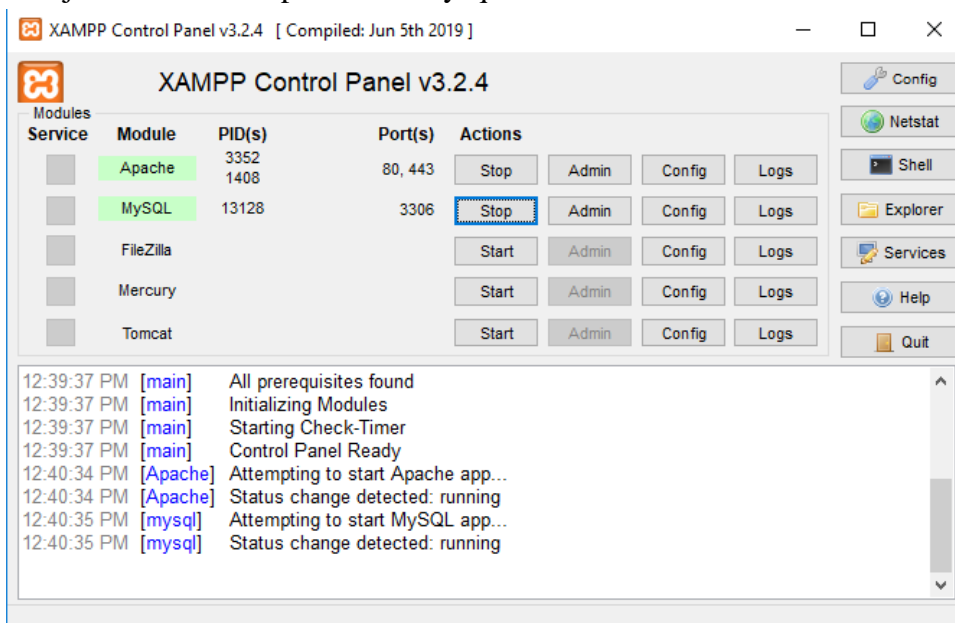 XAMPP Control Panel v3.2.4 [ Compiled: Jun 5th 2019 ]
XAMPP Control Panel v3.2.4
Config
Modules
Service Module PID(s) Port(s) Actions
Netstat
Apache 3352 1408 80, 443 Stop Admin Config Logs
Shell
MySQL 13128 3306 Stop Admin Config Logs
Explorer
FileZilla Start Admin Config Logs
Services
Mercury Start Admin Config Logs
Help
Tomcat Start Admin Config Logs
Quit
12:39:37 PM [main] All prerequisites found
12:39:37 PM [main] Initializing Modules
12:39:37 PM [main] Starting Check-Timer
12:39:37 PM [main] Control Panel Ready
12:40:34 PM [Apache] Attempting to start Apache app...
12:40:34 PM [Apache] Status change detected: running
12:40:35 PM [mysql] Attempting to start MySQL app...
12:40:35 PM [mysql] Status change detected: running